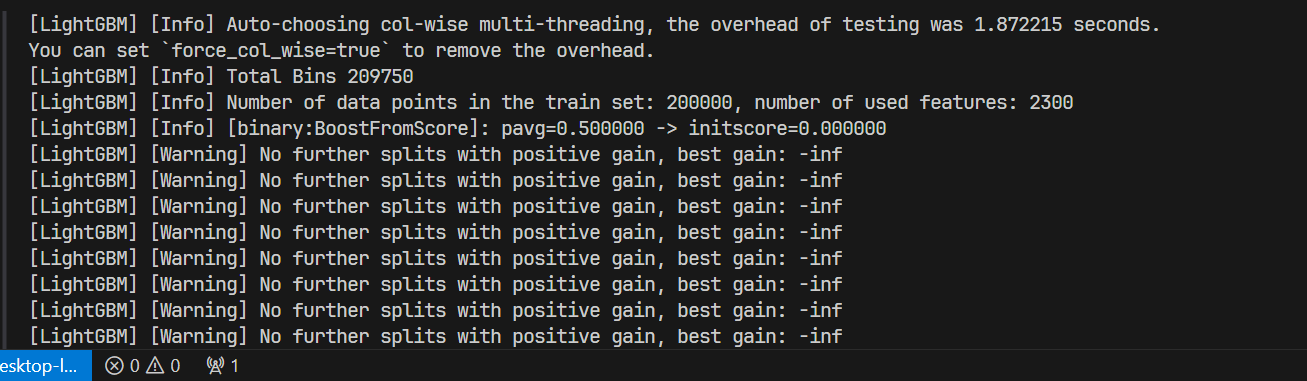 [LightGBM] [Info] Auto-choosing col-wise multi-threading, the overhead of testing was 1.872215 seconds.
You can set `force_col_wise=true` to remove the overhead.
[LightGBM] [Info] Total Bins 209750
[LightGBM] [Info] Number of data points in the train set: 200000, number of used features: 2300
[LightGBM] [Info] [binary:BoostFromScore]: pavg=0.500000 -> initscore=0.000000
[LightGBM] [Warning] No further splits with positive gain, best gain: -inf
[LightGBM] [Warning] No further splits with positive gain, best gain: -inf
[LightGBM] [Warning] No further splits with positive gain, best gain: -inf
[LightGBM] [Warning] No further splits with positive gain, best gain: -inf
[LightGBM] [Warning] No further splits with positive gain, best gain: -inf
[LightGBM] [Warning] No further splits with positive gain, best gain: -inf
[LightGBM] [Warning] No further splits with positive gain, best gain: -inf
[LightGBM] [Warning] No further splits with positive gain, best gain: -inf
esktop-l... 0 0 1